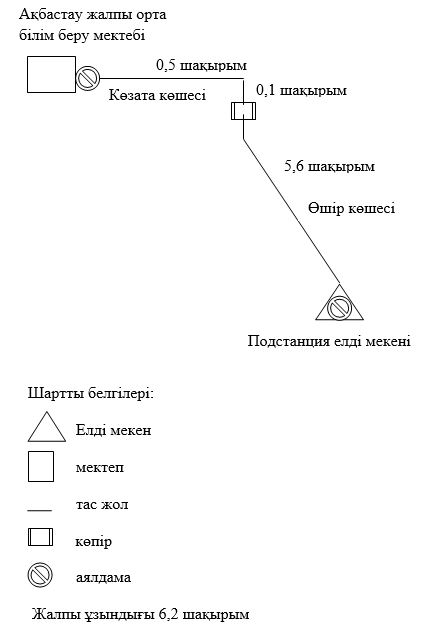 Ақбастау жалпы орта
білім беру мектебі
0,5 шақырым
Көзата көшесі
0,1 шақырым
5,6 шақырым
Өшір көшесі
Подстанция елді мекені
Шартты белгілері:
Елді мекен
мектеп
тас жол
көпір
аялдама
Жалпы ұзындығы 6,2 шақырым